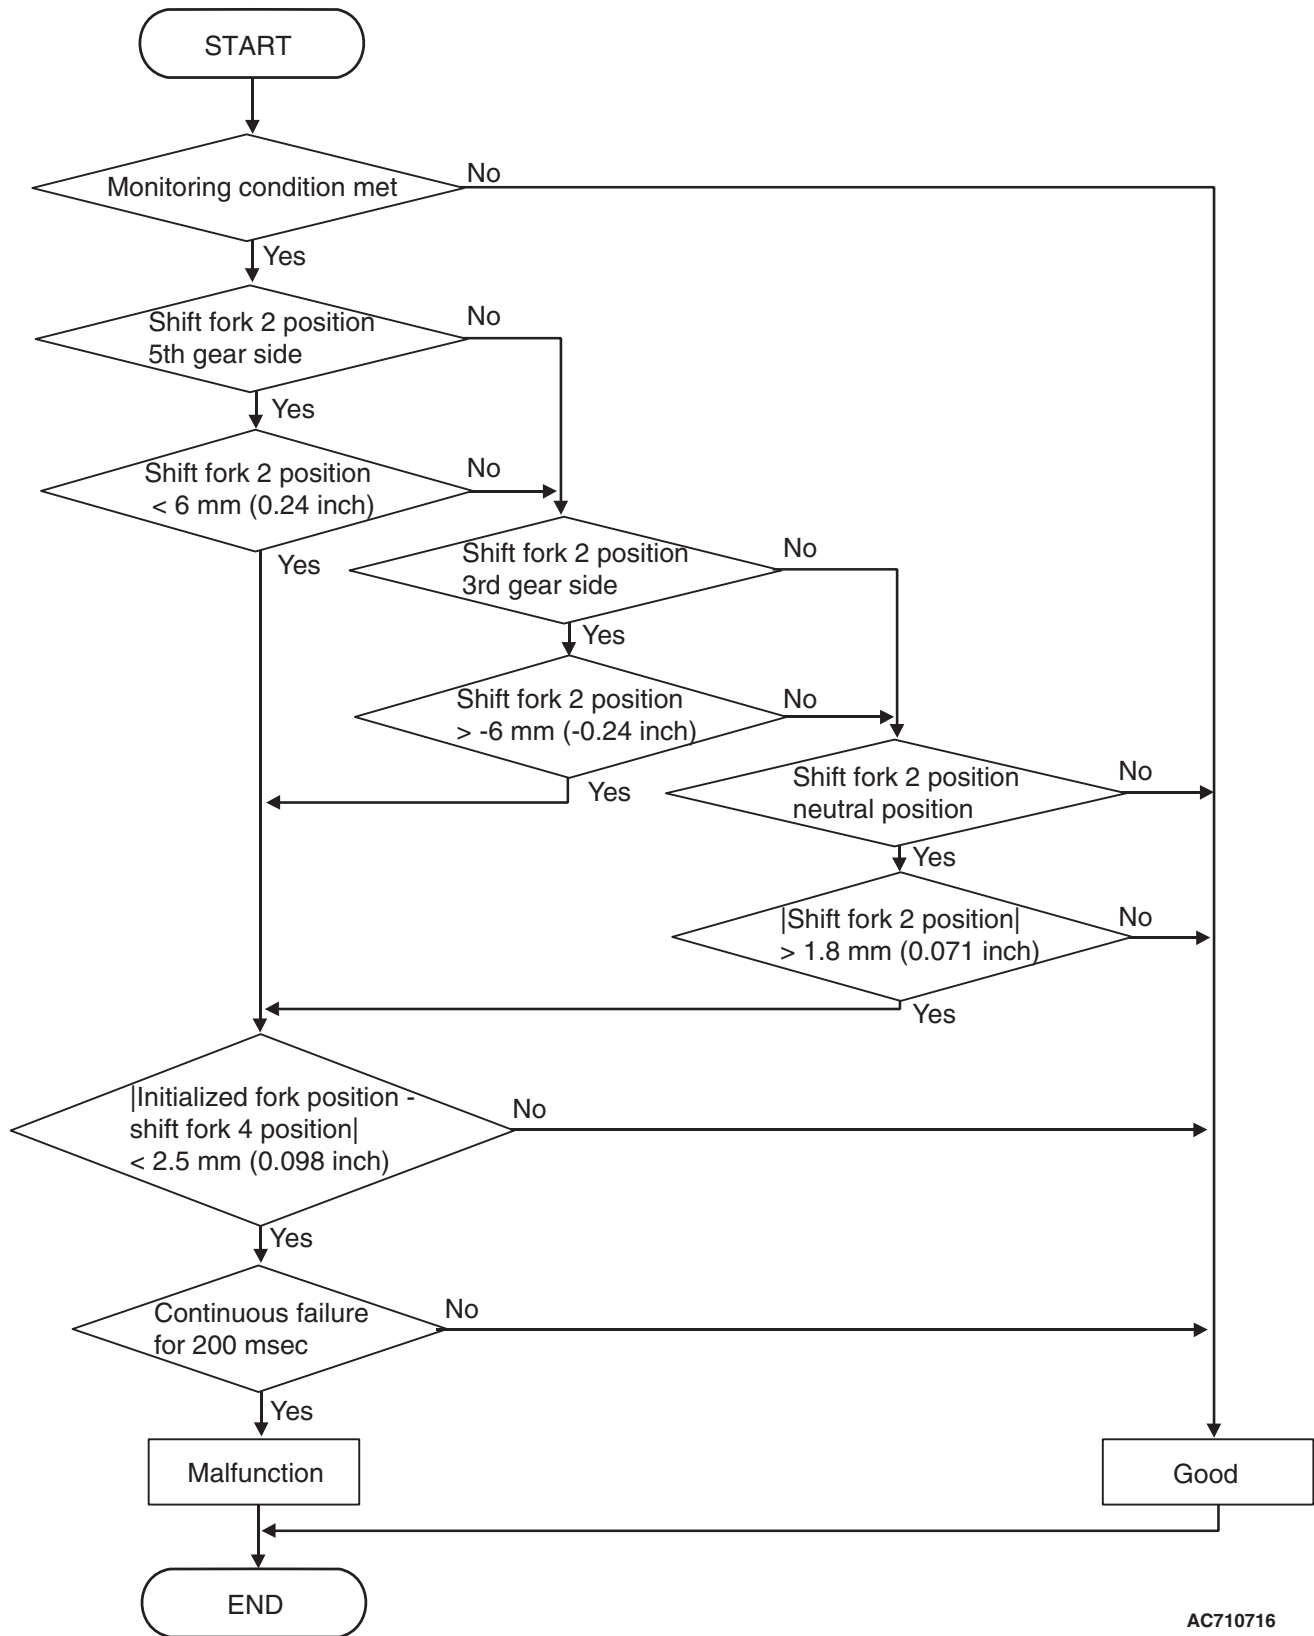 START
Monitoring condition met
No
Yes
Shift fork 2 position
5th gear side
No
Yes
Shift fork 2 position
< 6 mm (0.24 inch)
No
Yes
Shift fork 2 position
3rd gear side
No
Yes
Shift fork 2 position
> -6 mm (-0.24 inch)
No
Yes
Shift fork 2 position
neutral position
No
Yes
|Shift fork 2 position|
> 1.8 mm (0.071 inch)
No
Yes
|Initialized fork position -
shift fork 4 position|
< 2.5 mm (0.098 inch)
No
Yes
Continuous failure
for 200 msec
No
Yes
Malfunction
Good
END
AC710716